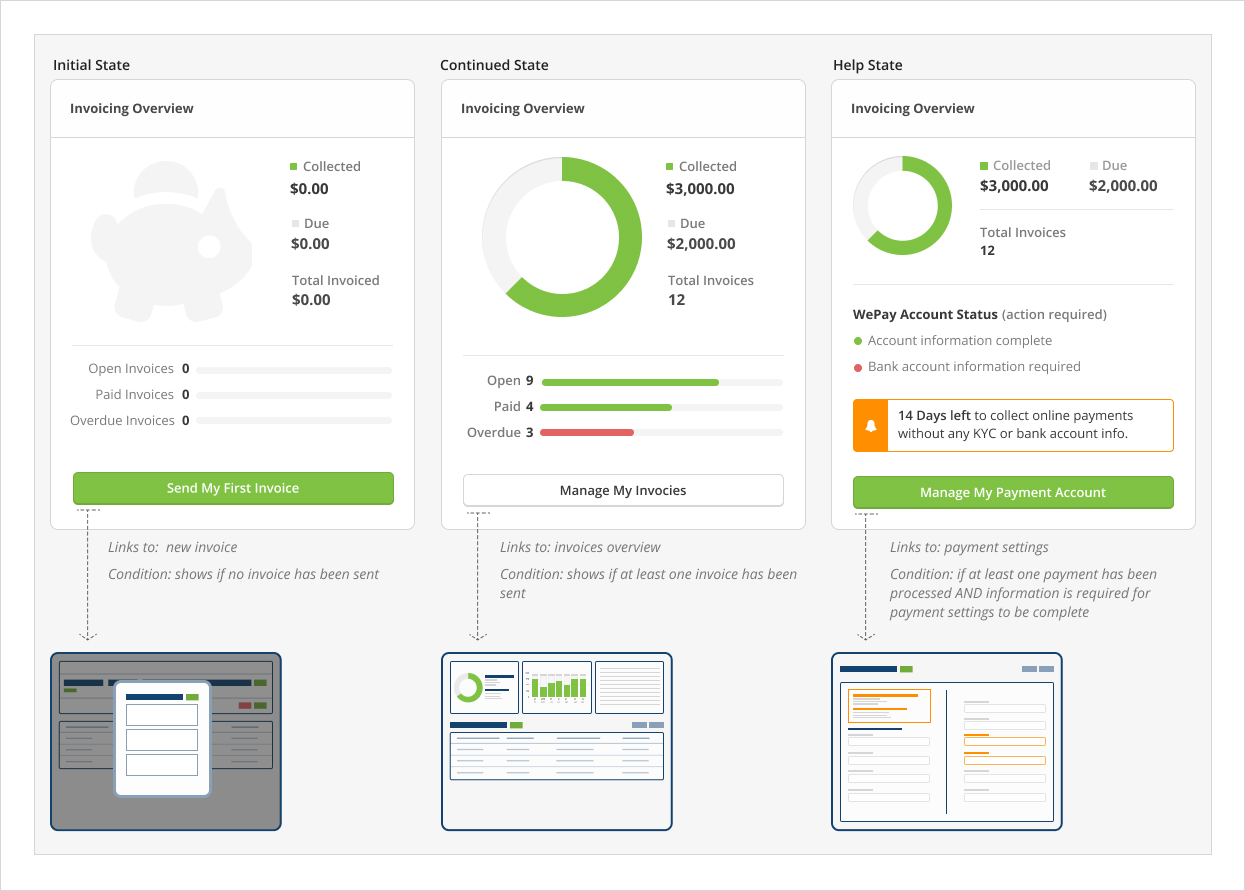 Initial State
Invoicing Overview
Collected
$0.00
Due
$0.00
Total Invoiced
$0.00
Open Invoices 0
Paid Invoices 0
Overdue Invoices 0
Send My First Invoice
Links to:  new invoice
Condition: shows if no invoice has been sent
Continued State
Invoicing Overview
Collected
$3,000.00
Due
$2,000.00
Total Invoices
12
Open 9
Paid 4
Overdue 3
Manage My Invocies
Links to: invoices overview
Condition: shows if at least one invoice has been
sent
Help State
Invoicing Overview
Collected
$3,000.00
Due
$2,000.00
Total Invoices
12
WePay Account Status (action required)
Account information complete
Bank account information required
14 Days left to collect online payments
without any KYC or bank account info.
Manage My Payment Account
Links to: payment settings
Condition: if at least one payment has been
processed AND information is required for
payment settings to be complete